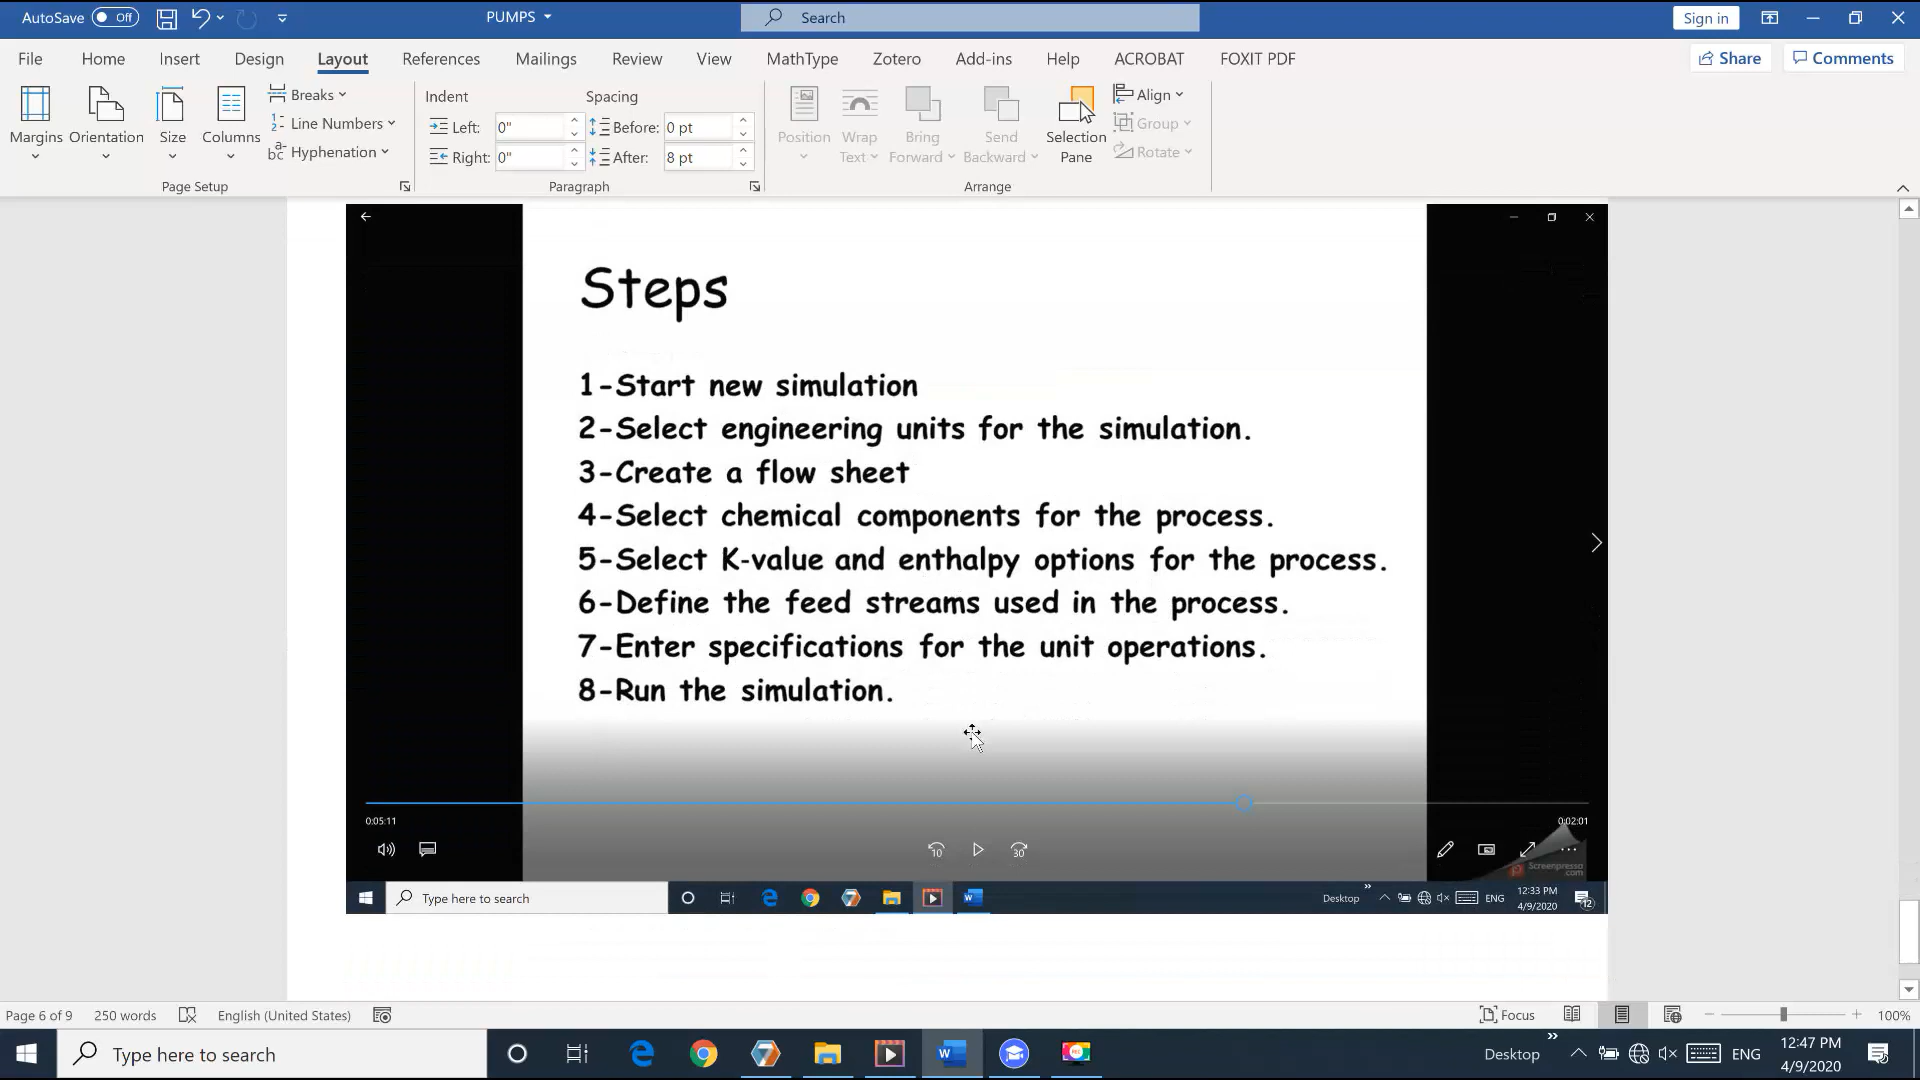 AutoSave Off PUMPS Search Sign in
File Home Insert Design Layout References Mailings Review View MathType Zotero Add-ins Help ACROBAT FOXIT PDF Share Comments
Margins Orientation Size Columns
Breaks
Line Numbers
Hyphenation
Page Setup
Indent Spacing
Left: 0" Before: 0 pt
Right: 0" After: 8 pt
Paragraph
Position Wrap Text Bring Forward Send Backward Selection Pane
Align
Group
Rotate
Arrange
Steps
1-Start new simulation
2-Select engineering units for the simulation.
3-Create a flow sheet
4-Select chemical components for the process.
5-Select K-value and enthalpy options for the process.
6-Define the feed streams used in the process.
7-Enter specifications for the unit operations.
8-Run the simulation.
0:05:11 0:02:01
10 30
Screenpresso
.com
Type here to search Desktop ENG 12:33 PM
4/9/2020
12
Page 6 of 9 250 words English (United States) Focus 100%
Type here to search Desktop ENG 12:47 PM
4/9/2020